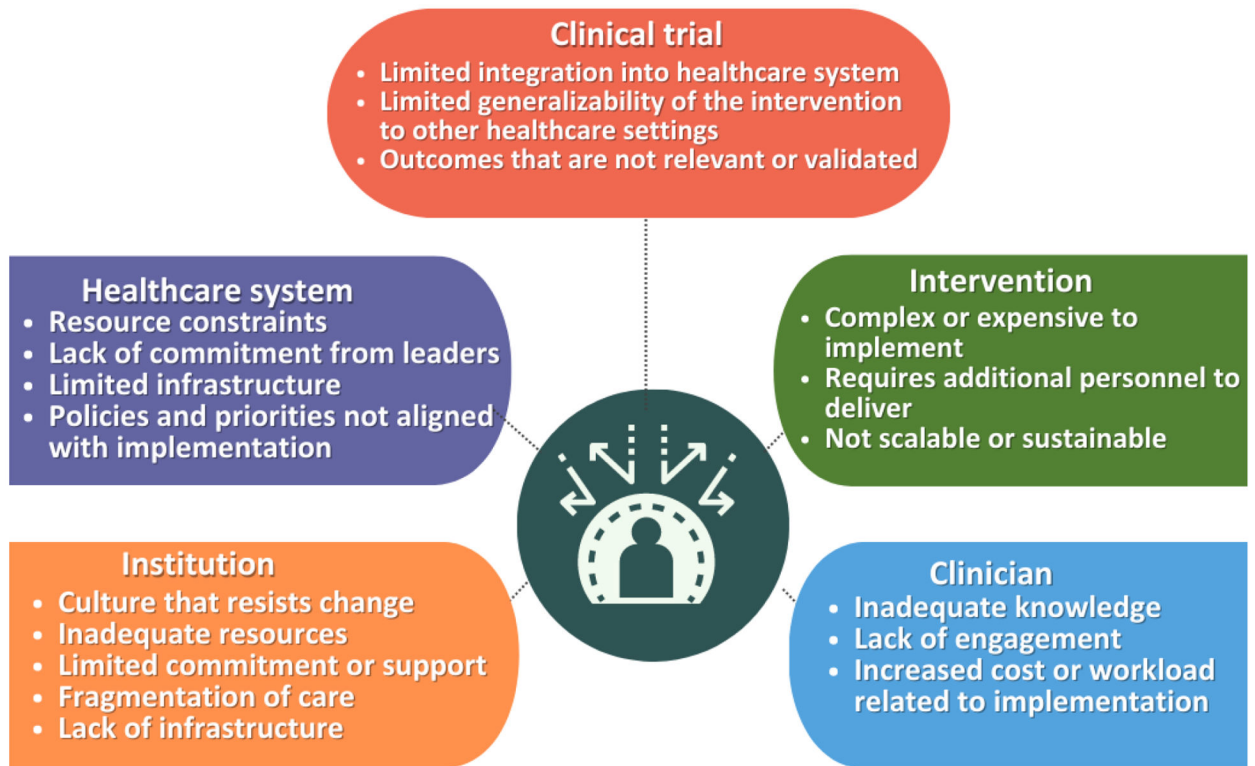 Clinical trial
• Limited integration into healthcare system
• Limited generalizability of the intervention
to other healthcare settings
• Outcomes that are not relevant or validated
Healthcare system
• Resource constraints
• Lack of commitment from leaders
• Limited infrastructure
• Policies and priorities not aligned
with implementation
Intervention
• Complex or expensive to
implement
• Requires additional personnel to
deliver
• Not scalable or sustainable
Institution
• Culture that resists change
• Inadequate resources
• Limited commitment or support
• Fragmentation of care
• Lack of infrastructure
Clinician
• Inadequate knowledge
• Lack of engagement
• Increased cost or workload
related to implementation